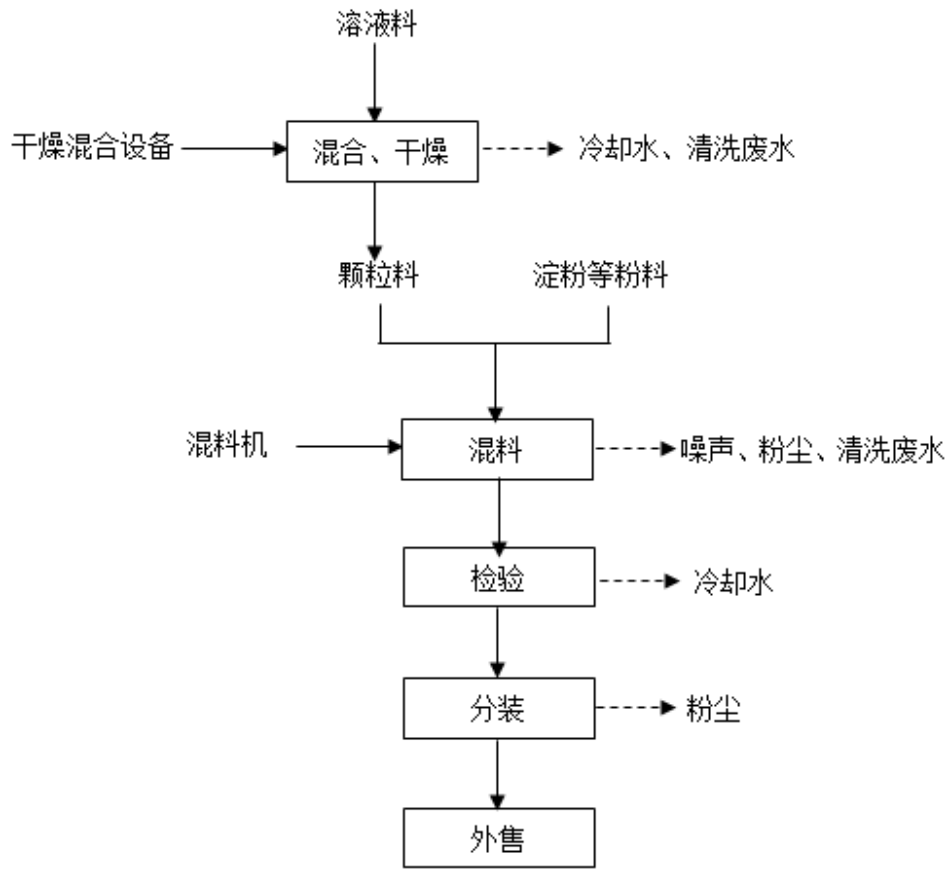 溶液料
干燥混合设备
混合、干燥
冷却水、清洗废水
颗粒料
淀粉等粉料
混料机
混料
噪声、粉尘、清洗废水
检验
冷却水
分装
粉尘
外售